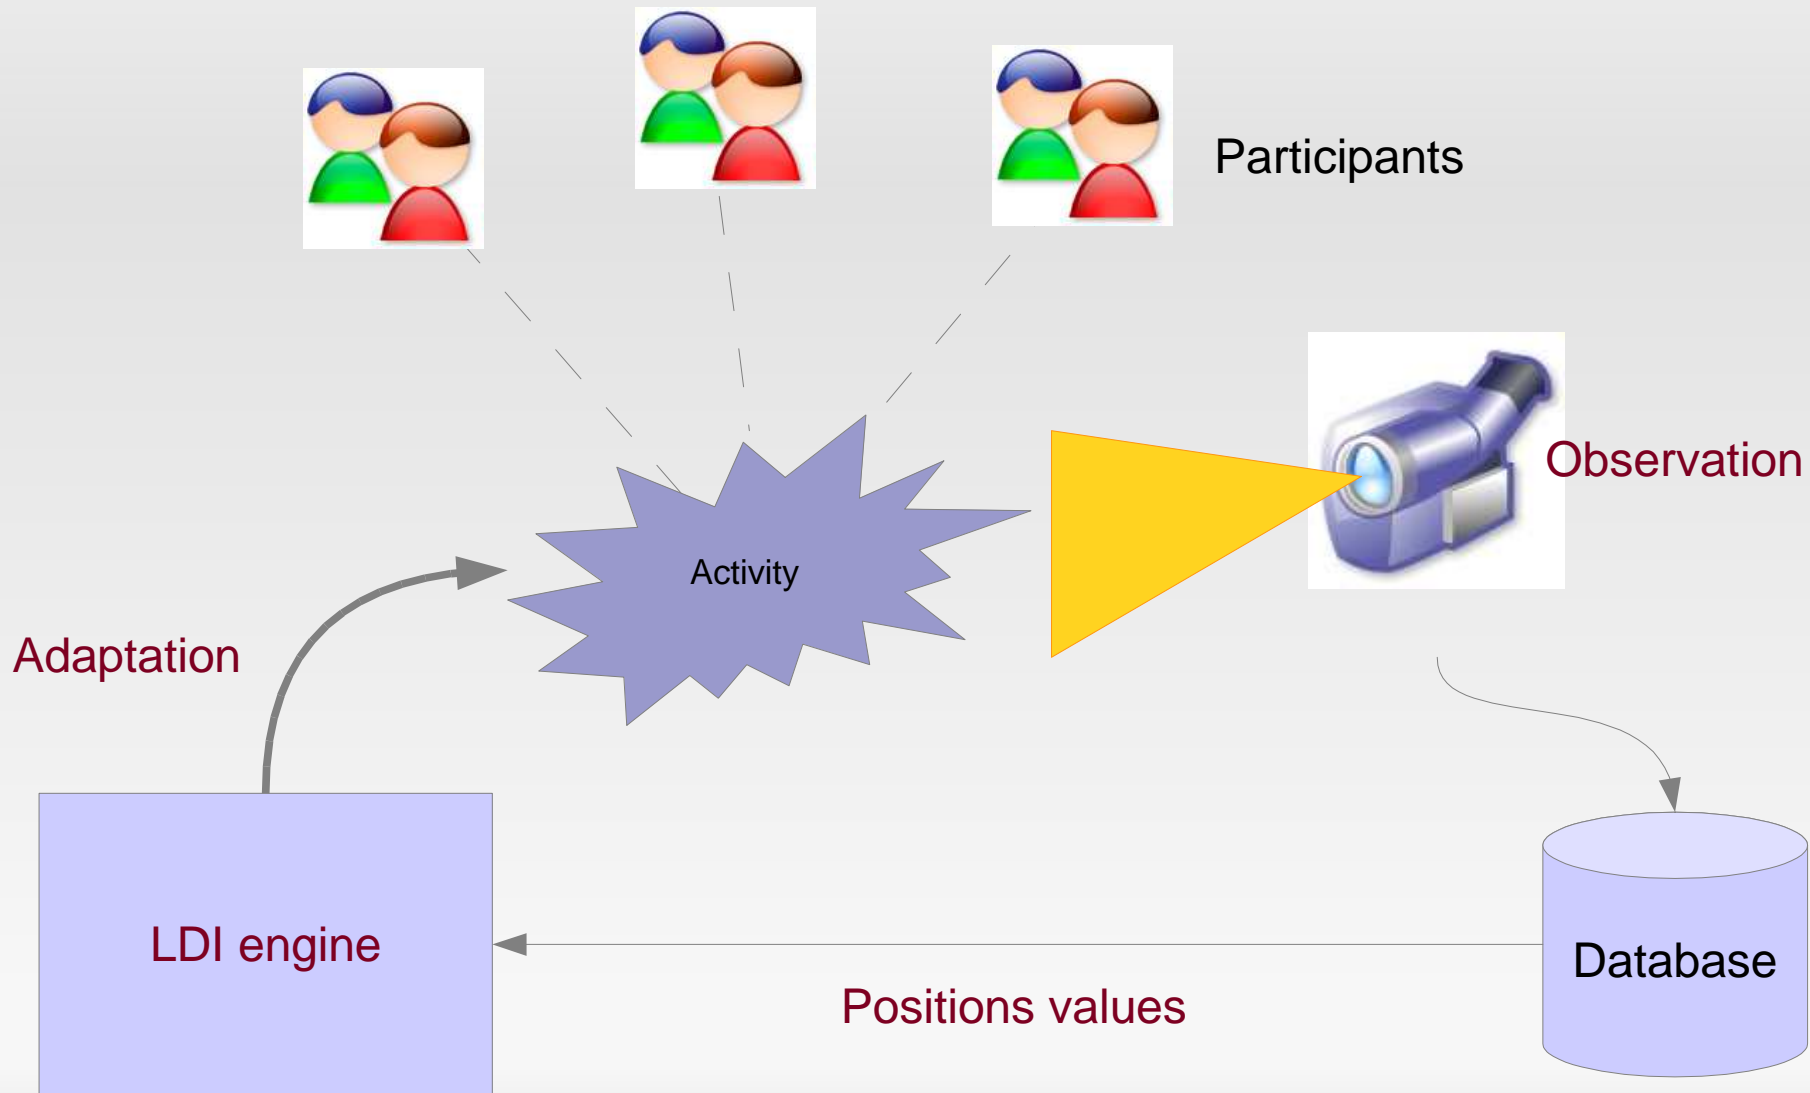 Participants
Observation
Activity
Adaptation
LDI engine
Database
Positions values